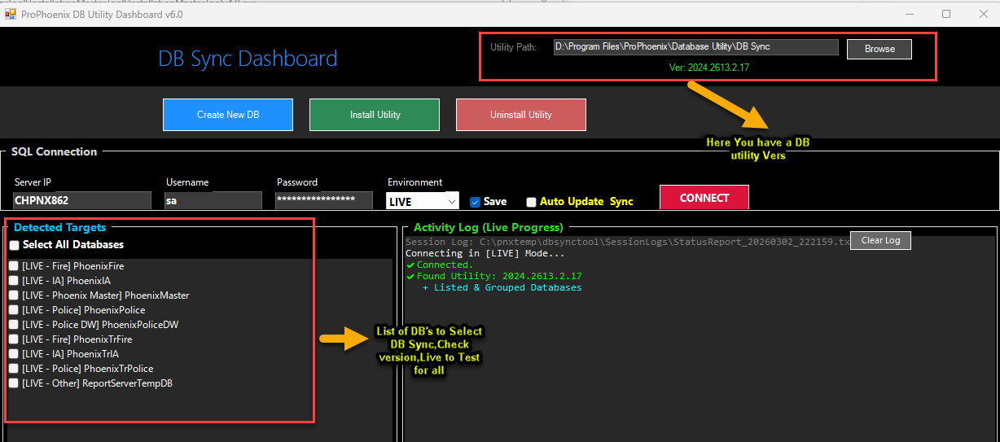 ProPhoenix DB Utility Dashboard v6.0
DB Sync Dashboard
Utility Path:
D:\Program Files\ProPhoenix\Database Utility\DB Sync
Browse
Ver: 2024.2613.2.17
Create New DB
Install Utility
Uninstall Utility
Here You have a DB
utility Vers
SQL Connection
Server IP
Username
Password
Environment
CHPNX862
sa
****************
LIVE
Save
Auto Update Sync
CONNECT
Detected Targets
Select All Databases
[LIVE - Fire] PhoenixFire
[LIVE - IA] PhoenixIA
[LIVE - Phoenix Master] PhoenixMaster
[LIVE - Police] PhoenixPolice
[LIVE - Police DW] PhoenixPoliceDW
[LIVE - Fire] PhoenixTrFire
[LIVE - IA] PhoenixTrIA
[LIVE - Police] PhoenixTrPolice
[LIVE - Other] ReportServerTempDB
List of DB's to Select
DB Sync,Check
version,Live to Test
for all
Activity Log (Live Progress)
Clear Log
Session Log: C:\pnxtemp\dbsynctool\SessionLogs\StatusReport_20260302_222159.tx
Connecting in [LIVE] Mode...
✔ Connected.
✔ Found Utility: 2024.2613.2.17
+ Listed & Grouped Databases